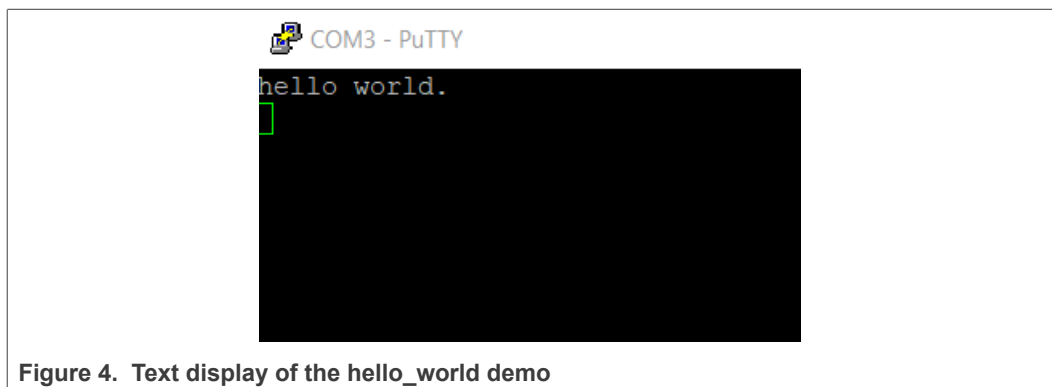 COM3 - PuTTY
hello world.
Figure 4. Text display of the hello_world demo